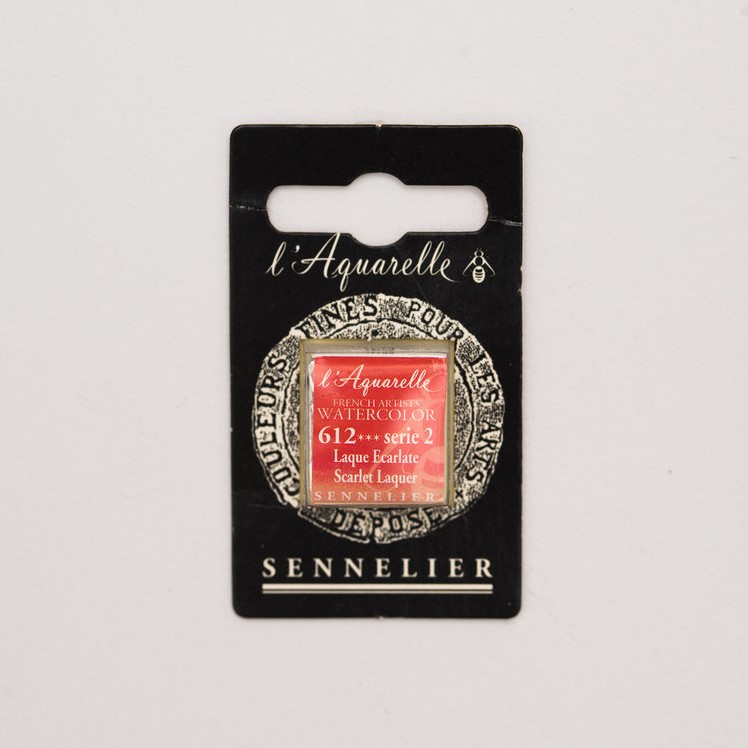 l'Aquarelle
COULEURS FINES POUR LES ARTS
DÉPOSÉ
l'Aquarelle
FRENCH ARTISTS'
WATERCOLOR
612*** serie 2
Laque Ecarlate
Scarlet Laquer
SENNELIER
SENNELIER